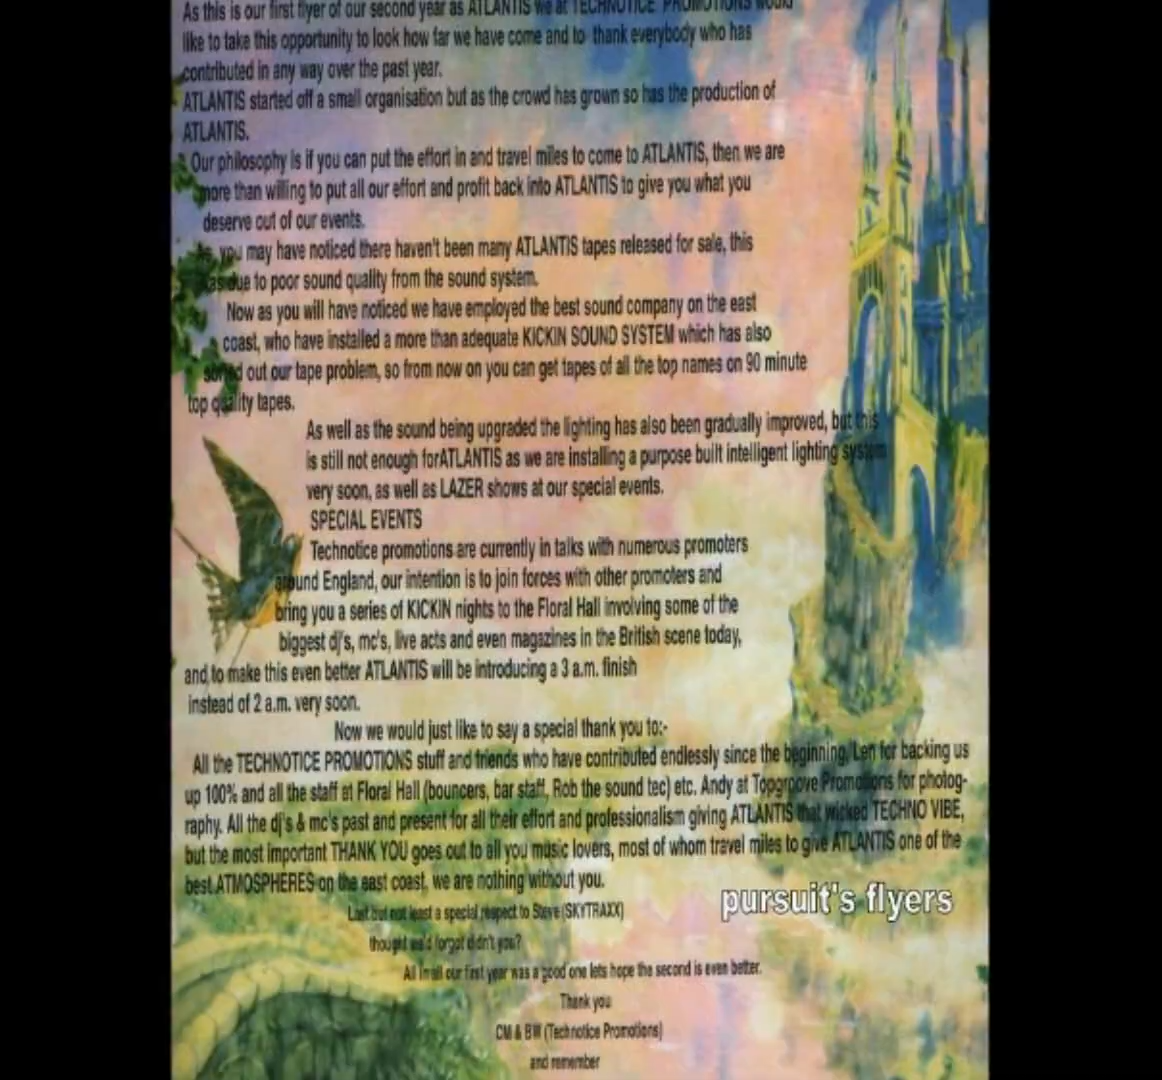 As this is our first flyer of our second year as ATLANTIS we at TECHNOTICE PROMOTIONS would
like to take this opportunity to look how far we have come and to thank everybody who has
contributed in any way over the past year.
ATLANTIS started off a small organisation but as the crowd has grown so has the production of
ATLANTIS.
Our philosophy is if you can put the effort in and travel miles to come to ATLANTIS, then we are
more than willing to put all our effort and profit back into ATLANTIS to give you what you
deserve out of our events.
As you may have noticed there haven't been many ATLANTIS tapes released for sale, this
was due to poor sound quality from the sound system.
Now as you will have noticed we have employed the best sound company on the east
coast, who have installed a more than adequate KICKIN SOUND SYSTEM which has also
sorted out our tape problem, so from now on you can get tapes of all the top names on 90 minute
top quality tapes.
As well as the sound being upgraded the lighting has also been gradually improved, but this
is still not enough forATLANTIS as we are installing a purpose built intelligent lighting system
very soon, as well as LAZER shows at our special events.
SPECIAL EVENTS
Technotice promotions are currently in talks with numerous promoters
around England, our intention is to join forces with other promoters and
bring you a series of KICKIN nights to the Floral Hall involving some of the
biggest dj's, mc's, live acts and even magazines in the British scene today,
and to make this even better ATLANTIS will be introducing a 3 a.m. finish
instead of 2 a.m. very soon.
Now we would just like to say a special thank you to:-
All the TECHNOTICE PROMOTIONS stuff and friends who have contributed endlessly since the beginning, Len for backing us
up 100% and all the staff at Floral Hall (bouncers, bar staff, Rob the sound tec) etc. Andy at Topgroove Promotions for photog-
raphy. All the dj's & mc's past and present for all their effort and professionalism giving ATLANTIS that wicked TECHNO VIBE,
but the most important THANK YOU goes out to all you music lovers, most of whom travel miles to give ATLANTIS one of the
best ATMOSPHERES on the east coast, we are nothing without you.
pursuit's flyers
Last but not least a special respect to Steve (SKYTRAXX)
thought we'd forgot didn't you?
All in all our first year was a good one lets hope the second is even better.
Thank you
CM & BW (Technotice Promotions)
and remember